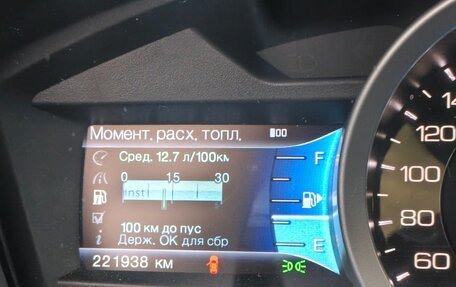 Момент. расх. топл.
Сред. 12.7 л/100км
0 15 30
inst
100 км до пус
Держ. OK для сбр
221938 км
F
E
120
100
80
60